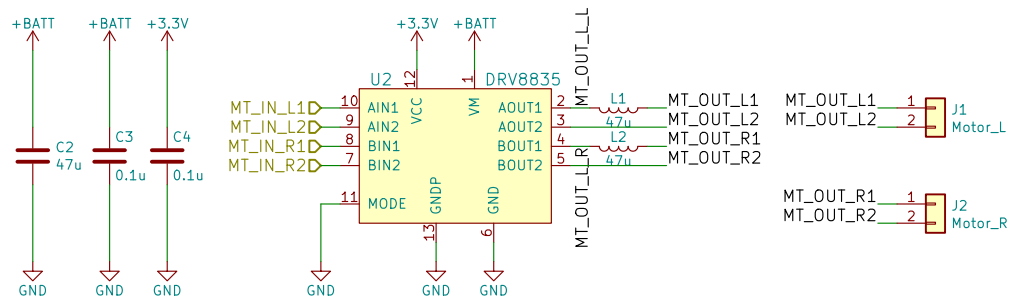 +BATT
+BATT
+3.3V
+3.3V
+BATT
MT_OUT_L_L
U2
12
1
DRV8835
VCC
VM
MT_IN_L1
10
AIN1
AOUT1
2
L1
47u
MT_OUT_L1
MT_IN_L2
9
AIN2
AOUT2
3
MT_OUT_L2
MT_IN_R1
8
BIN1
BOUT1
4
L2
47u
MT_OUT_R1
MT_IN_R2
7
BIN2
BOUT2
5
MT_OUT_R2
MT_OUT_L_R
11
MODE
GNDP
GND
13
6
C2
47u
C3
0.1u
C4
0.1u
GND
GND
GND
GND
GND
GND
MT_OUT_L1
1
J1
MT_OUT_L2
2
Motor_L
MT_OUT_R1
1
J2
MT_OUT_R2
2
Motor_R